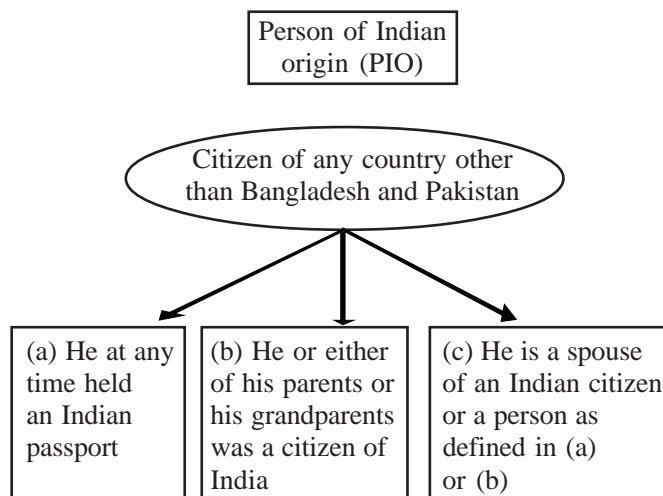 Person of Indian
origin (PIO)
Citizen of any country other
than Bangladesh and Pakistan
(a) He at any
time held
an Indian
passport
(b) He or either
of his parents or
his grandparents
was a citizen of
India
(c) He is a spouse
of an Indian citizen
or a person as
defined in (a)
or (b)